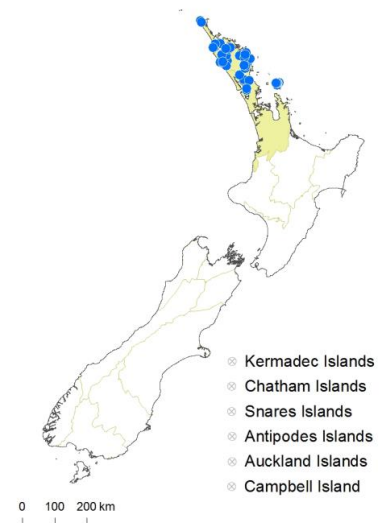 Kermadec Islands
Chatham Islands
Snares Islands
Antipodes Islands
Auckland Islands
Campbell Island
0 100 200 km